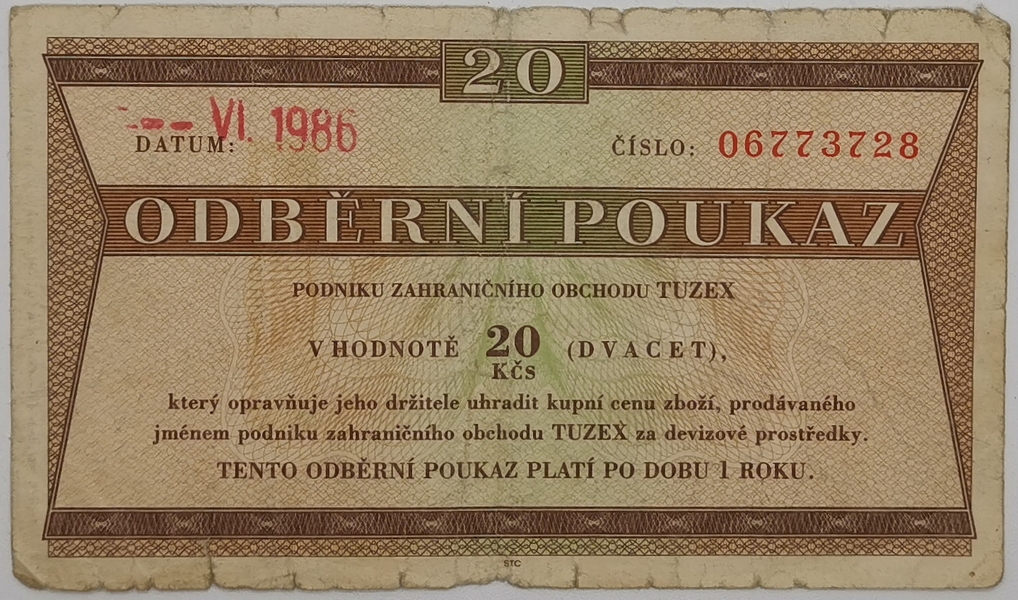 20
--- VI. 1986
DATUM:
ČÍSLO: 06773728
ODBĚRNÍ POUKAZ
PODNIKU ZAHRANIČNÍHO OBCHODU TUZEX
V HODNOTĚ 20 (DVACET),
KČS
který opravňuje jeho držitele uhradit kupní cenu zboží, prodávaného
jménem podniku zahraničního obchodu TUZEX za devizové prostředky.
TENTO ODBĚRNÍ POUKAZ PLATÍ PO DOBU 1 ROKU.
STC